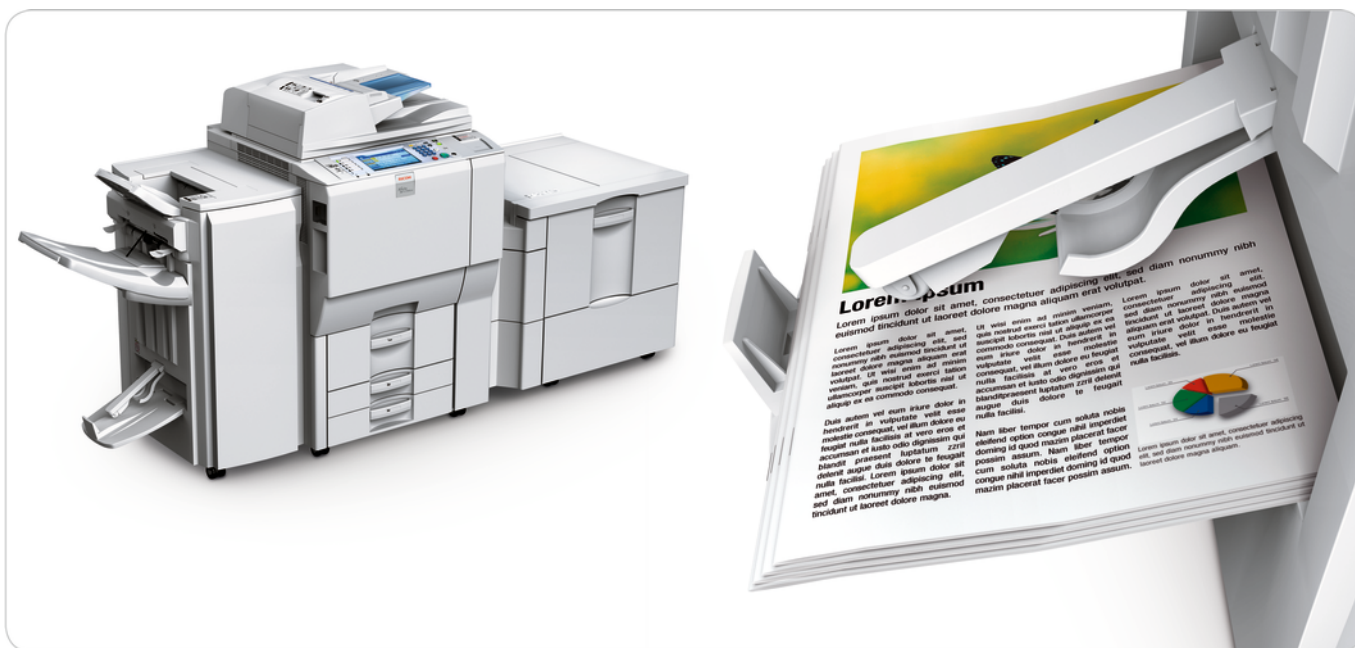 RICOH
Lorem ipsum
Lorem ipsum dolor sit amet, consectetuer adipiscing elit, sed diam nonummy nibh
euismod tincidunt ut laoreet dolore magna aliquam erat volutpat.
Lorem ipsum dolor sit amet,
consectetuer adipiscing elit, sed
nonummy nibh euismod tincidunt ut
laoreet dolore magna aliquam erat
volutpat. Ut wisi enim ad minim
veniam, quis nostrud exerci tation
ullamcorper suscipit lobortis nisl ut
aliquip ex ea commodo consequat.
Duis autem vel eum iriure dolor in
hendrerit in vulputate velit esse
molestie consequat, vel illum dolore eu
feugiat nulla facilisis at vero eros et
accumsan et iusto odio dignissim qui
blandit praesent luptatum zzril
delenit augue duis dolore te feugait
nulla facilisi. Lorem ipsum dolor sit
amet, consectetuer adipiscing elit,
sed diam nonummy nibh euismod
tincidunt ut laoreet dolore magna.
Ut wisi enim ad minim veniam,
quis nostrud exerci tation ullamcorper
suscipit lobortis nisl ut aliquip ex ea
commodo consequat. Duis autem vel
eum iriure dolor in hendrerit in
vulputate velit esse molestie
consequat, vel illum dolore eu feugiat
nulla facilisis at vero eros et
accumsan et iusto odio dignissim qui
blanditpraesent luptatum zzril delenit
augue duis dolore te feugait
nulla facilisi.
Nam liber tempor cum soluta nobis
eleifend option congue nihil imperdiet
doming id quod mazim placerat facer
possim assum. Nam liber tempor
cum soluta nobis eleifend option
congue nihil imperdiet doming id quod
mazim placerat facer possim assum.
Lorem ipsum dolor sit amet,
consectetuer adipiscing elit,
sed diam nonummy nibh euismod
tincidunt ut laoreet dolore magna
aliquam erat volutpat. Duis autem vel
eum iriure dolor in hendrerit in
vulputate velit esse molestie
consequat, vel illum dolore eu feugiat
nulla facilisis.
Lorem ipsum dolor sit amet, consectetuer adipiscing
elit, sed diam nonummy nibh euismod tincidunt ut
laoreet dolore magna aliquam.